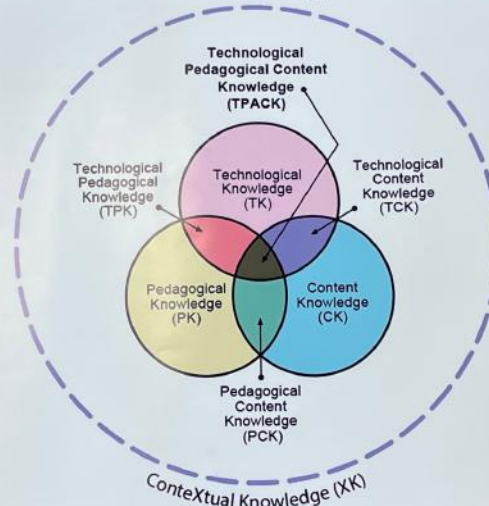 Technological
Pedagogical Content
Knowledge
(TPACK)
Technological
Pedagogical
Knowledge
(TPK)
Technological
Knowledge
(TK)
Technological
Content
Knowledge
(TCK)
Pedagogical
Knowledge
(PK)
Content
Knowledge
(CK)
Pedagogical
Content
Knowledge
(PCK)
ConteXtual Knowledge (XK)